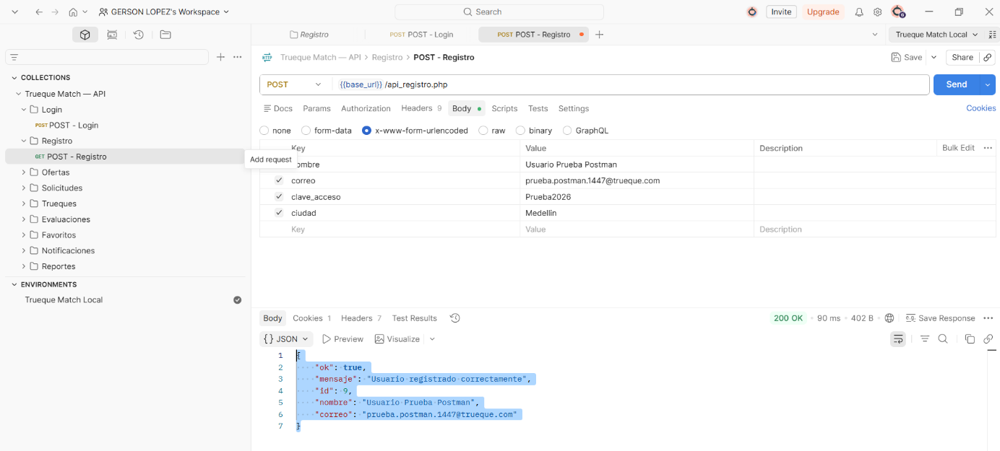 GERSON LOPEZ's Workspace
Search
Invite
Upgrade
Registro
POST POST - Login
POST POST - Registro
Trueque Match Local
HTTP Trueque Match — API > Registro > POST - Registro
Save
Share
COLLECTIONS
Trueque Match — API
Login
POST POST - Login
Registro
GET POST - Registro
Ofertas
Solicitudes
Trueques
Evaluaciones
Favoritos
Notificaciones
Reportes
ENVIRONMENTS
Trueque Match Local
Add request
POST
{{base_url}} /api_registro.php
Send
Docs Params Authorization Headers 9 Body Scripts Tests Settings
Cookies
none form-data x-www-form-urlencoded raw binary GraphQL
Key Value Description Bulk Edit
ombre Usuario Prueba Postman
correo prueba.postman.1447@trueque.com
clave_acceso Prueba2026
ciudad Medellin
Key Value Description
Body Cookies 1 Headers 7 Test Results
200 OK 90 ms 402 B Save Response
{} JSON Preview Visualize
1 {
2 "ok": true,
3 "mensaje": "Usuario registrado correctamente",
4 "id": 9,
5 "nombre": "Usuario Prueba Postman",
6 "correo": "prueba.postman.1447@trueque.com"
7 }